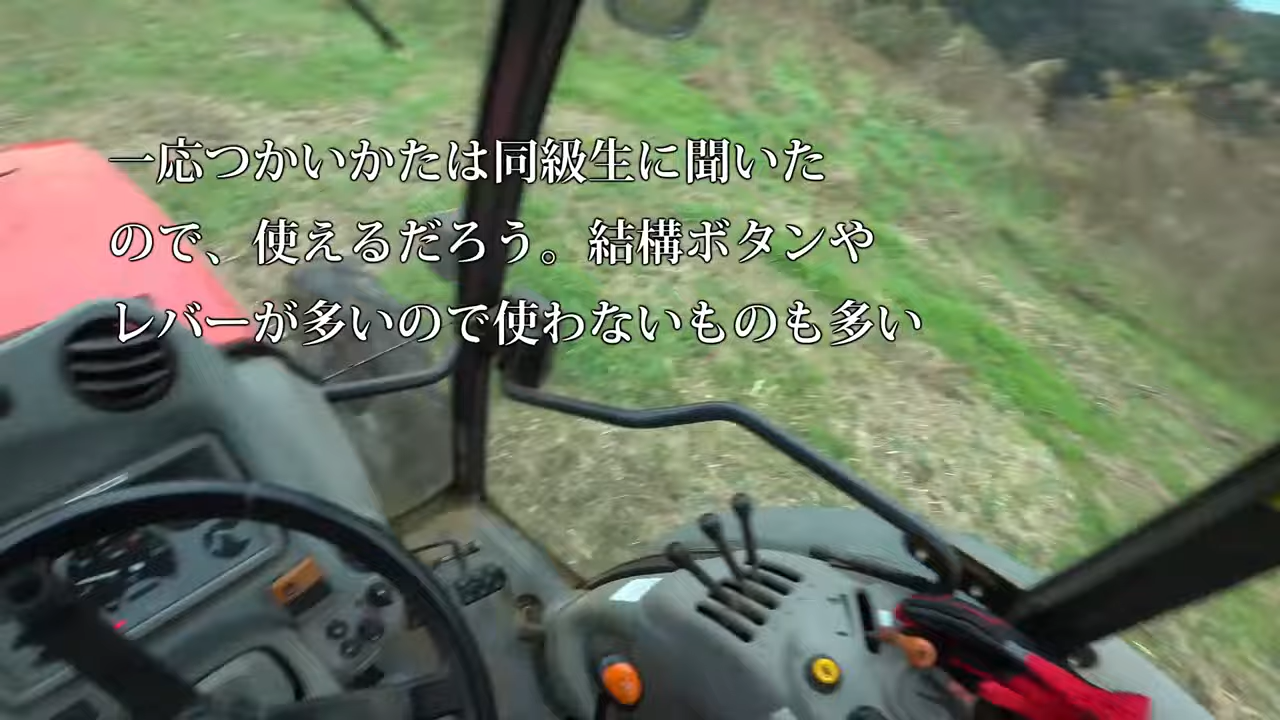 一応つかいかたは同級生に聞いた
ので、使えるだろう。結構ボタンや
レバーが多いので使わないものも多い